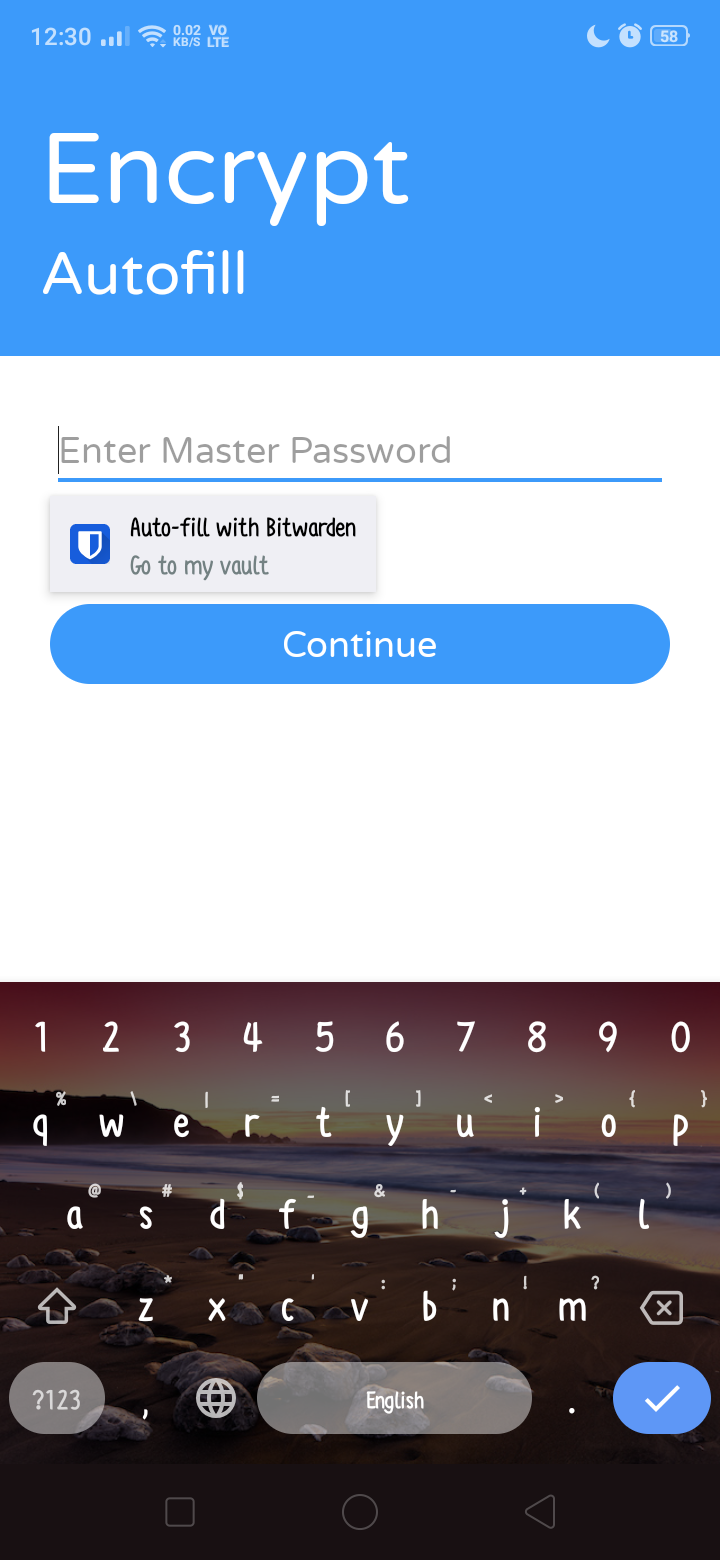 12:30 0.02 KB/S VO LTE 58
Encrypt
Autofill
Enter Master Password
Auto-fill with Bitwarden
Go to my vault
Continue
1 2 3 4 5 6 7 8 9 0
% \ | = [ ] < > { }
q w e r t y u i o p
@ # $ _ & - + ( )
a s d f g h j k l
* " ' : ; ! ?
z x c v b n m
?123 , English .